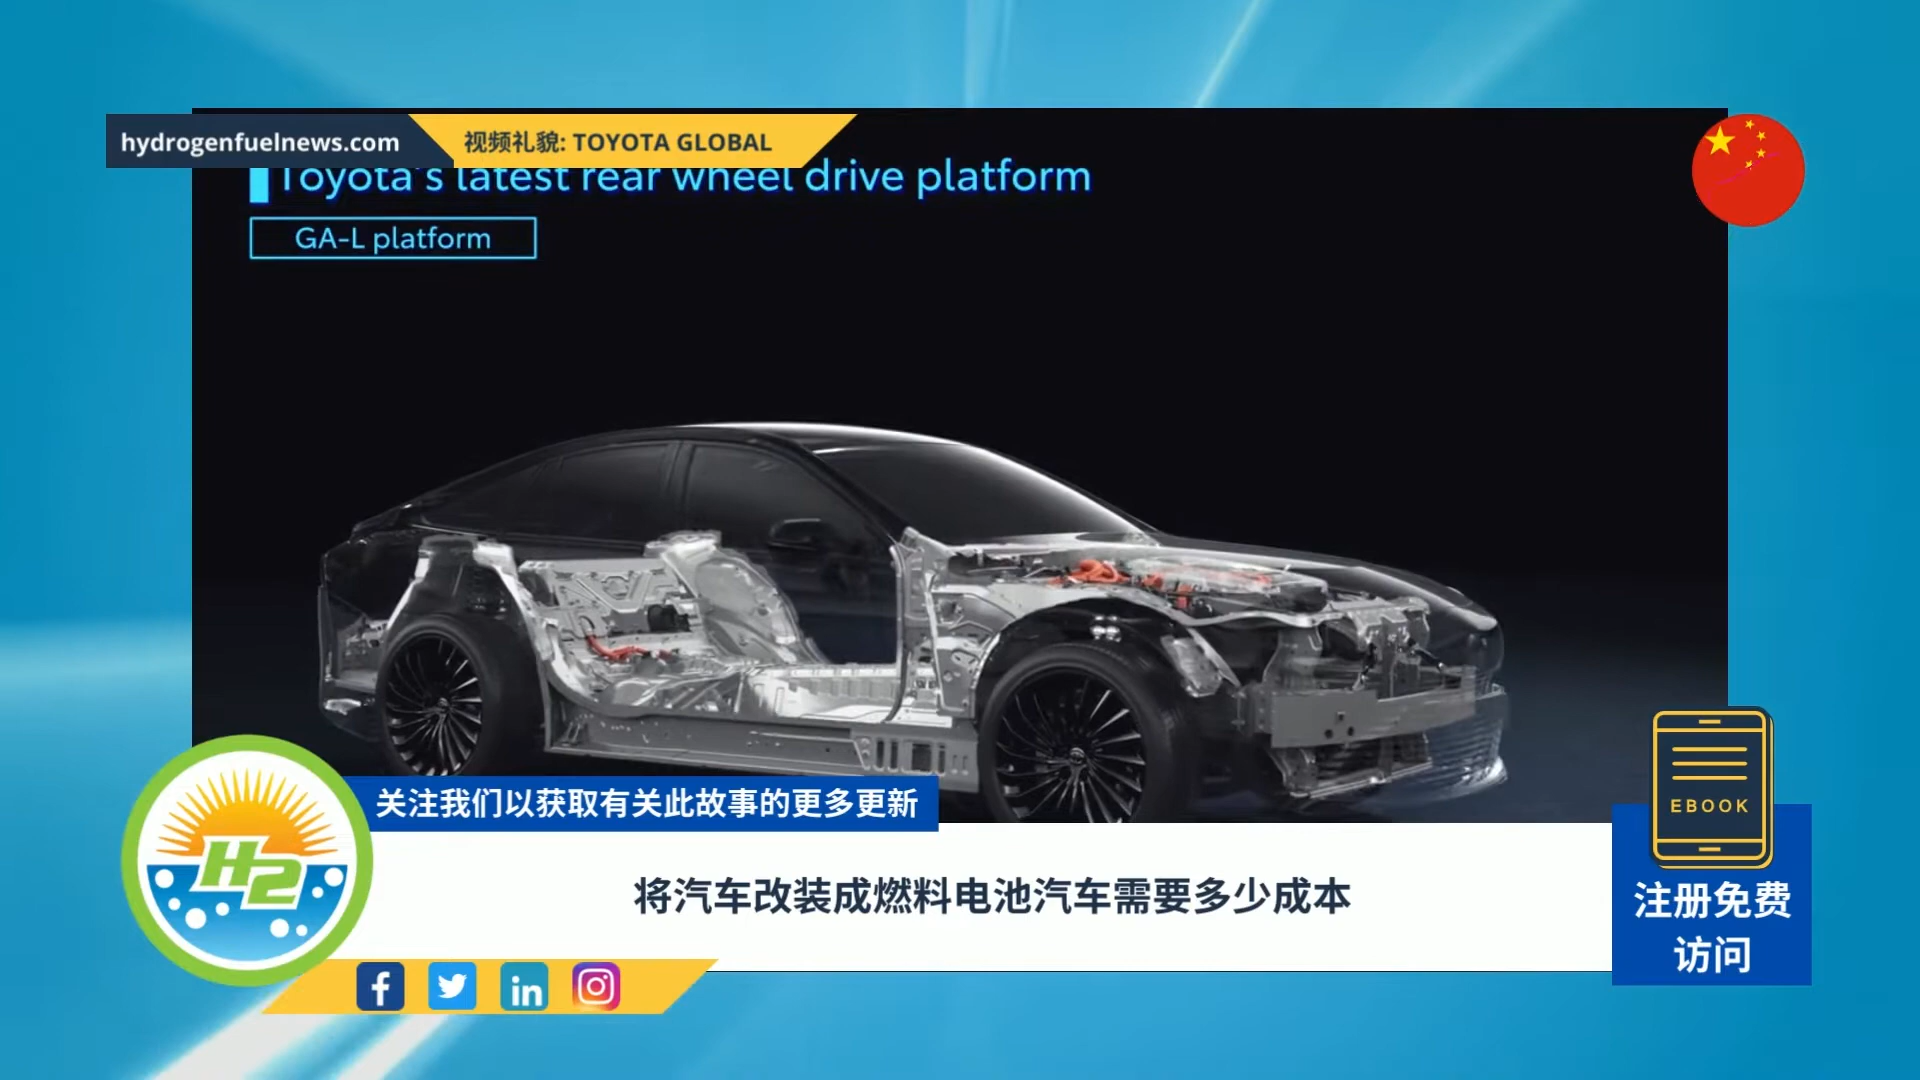 hydrogenfuelnews.com
视频礼貌: TOYOTA GLOBAL
Toyota's latest rear wheel drive platform
GA-L platform
关注我们以获取有关此故事的更多更新
H2
将汽车改装成燃料电池汽车需要多少成本
EBOOK
注册免费
访问
f
in